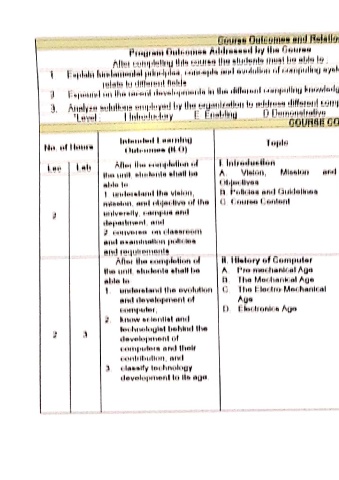 Course Outcomes and Relatio
Program Outcomes Addressed by the Course
After completing this course the students must be able to :
1 Explain fundamental principles, concepts and evolution of computing syste
relate to different fields
2 Expound on the recent developments in the different computing knowledg
3. Analyze solutions employed by the organization to address different comp
*Level: I Introductory E Enabling D Demonstrative
COURSE CO
No. of Hours
Intended Learning
Outcomes (ILO)
Topic
Lec Lab
After the completion of
the unit, students shall be
able to
1 understand the vision,
mission, and objective of the
university, campus and
department, and
2 converse on classroom
and examination policies
and requirements
I. Introduction
A. Vision, Mission and
Objectives
B. Policies and Guidelines
C. Course Content
2
After the completion of
the unit, students shall be
able to
1. understand the evolution
and development of
computer,
2. know scientist and
technologist behind the
development of
computers and their
contribution, and
3. classify technology
development to its age
II. History of Computer
A. Pre mechanical Age
B. The Mechanical Age
C. The Electro Mechanical
Age
D. Electronics Age
2 3